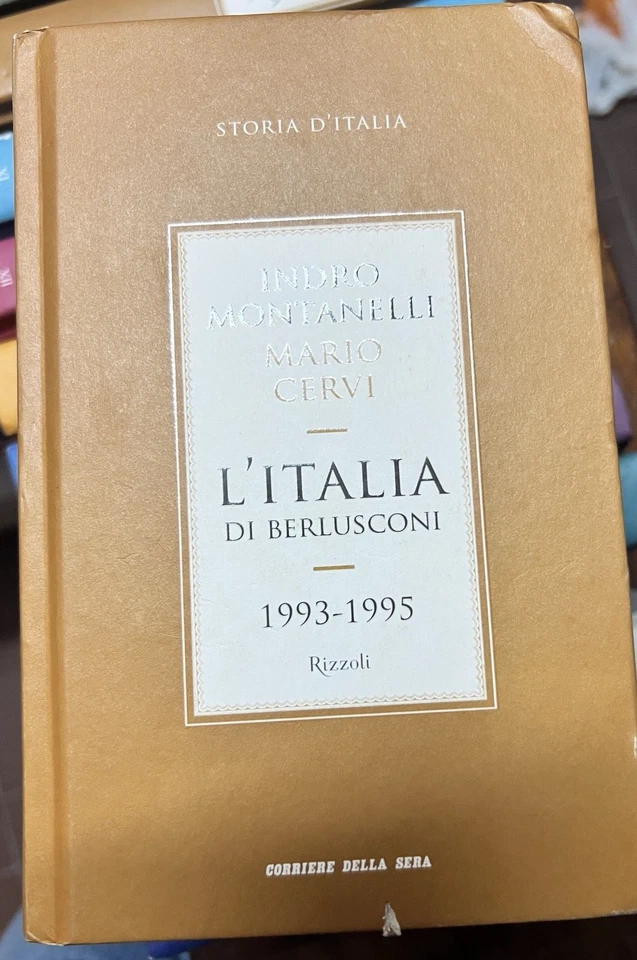 STORIA D'ITALIA
INDRO
MONTANELLI
MARIO
CERVI
L'ITALIA
DI BERLUSCONI
1993-1995
Rizzoli
CORRIERE DELLA SERA